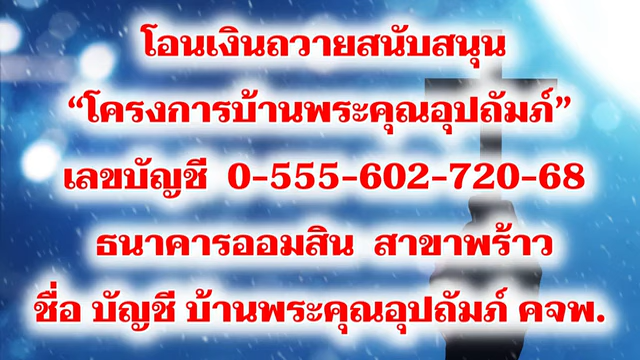 โอนเงินถวายสนับสนุน
“โครงการบ้านพระคุณอุปถัมภ์”
เลขบัญชี 0-555-602-720-68
ธนาคารออมสิน สาขาพร้าว
ชื่อ บัญชี บ้านพระคุณอุปถัมภ์ คจพ.